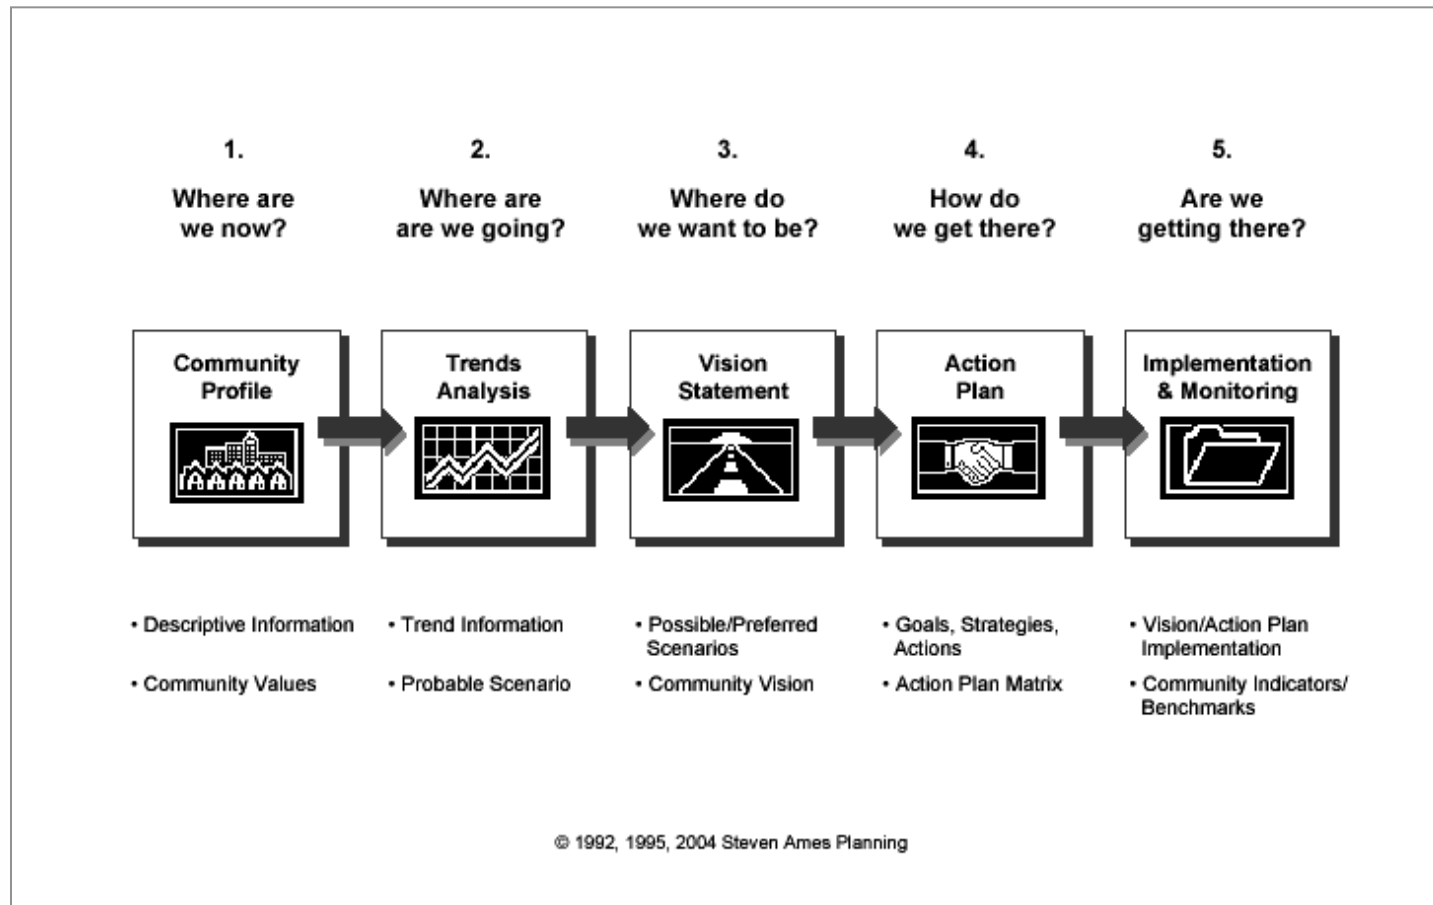 1.
Where are
we now?
2.
Where are
are we going?
3.
Where do
we want to be?
4.
How do
we get there?
5.
Are we
getting there?
Community
Profile
Trends
Analysis
Vision
Statement
Action
Plan
Implementation
& Monitoring
• Descriptive Information
• Community Values
• Trend Information
• Probable Scenario
• Possible/Preferred
Scenarios
• Community Vision
• Goals, Strategies,
Actions
• Action Plan Matrix
• Vision/Action Plan
Implementation
• Community Indicators/
Benchmarks
© 1992, 1995, 2004 Steven Ames Planning